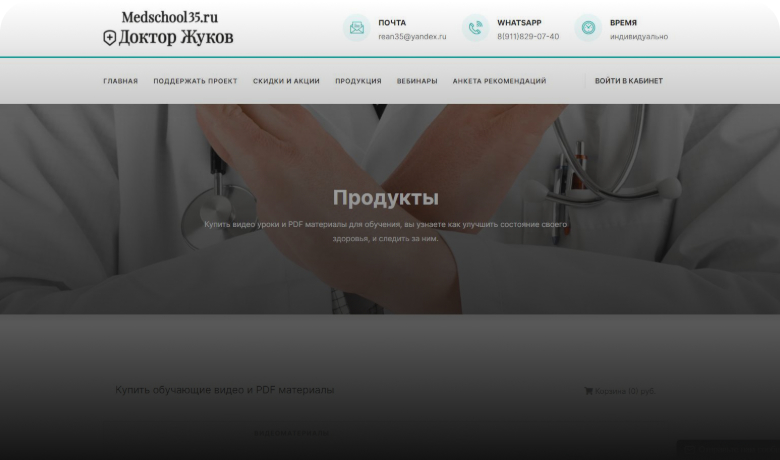 Medschool35.ru
Доктор Жуков
ПОЧТА
rean35@yandex.ru
WHATSAPP
8(911)829-07-40
ВРЕМЯ
индивидуально
ГЛАВНАЯ ПОДДЕРЖАТЬ ПРОЕКТ СКИДКИ И АКЦИИ ПРОДУКЦИЯ ВЕБИНАРЫ АНКЕТА РЕКОМЕНДАЦИЙ ВОЙТИ В КАБИНЕТ
Продукты
Купить видео уроки и PDF материалы для обучения, вы узнаете как улучшить состояние своего
здоровья, и следить за ним.
Купить обучающие видео и PDF материалы
Корзина (0) руб.